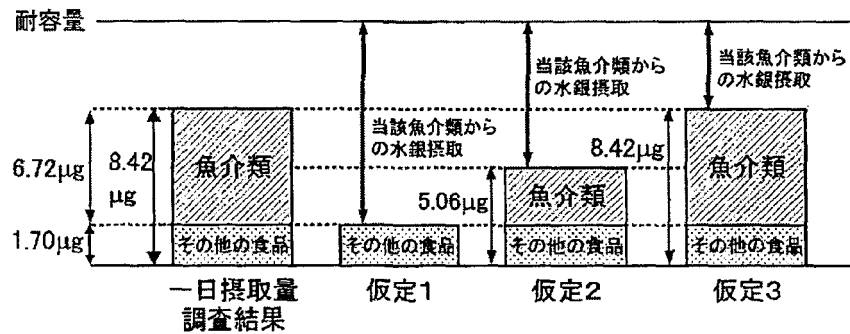 耐容量
当該魚介類から
の水銀摂取
当該魚介類から
の水銀摂取
当該魚介類から
の水銀摂取
6.72μg
8.42
μg
魚介類
8.42μg
魚介類
5.06μg
魚介類
1.70μg
その他の食品
その他の食品
その他の食品
その他の食品
一日摂取量
調査結果
仮定1
仮定2
仮定3